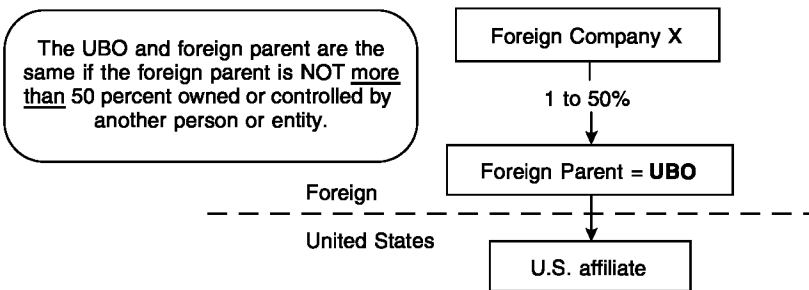 The UBO and foreign parent are the
same if the foreign parent is NOT more
than 50 percent owned or controlled by
another person or entity.
Foreign Company X
1 to 50%
Foreign Parent = UBO
Foreign
United States
U.S. affiliate